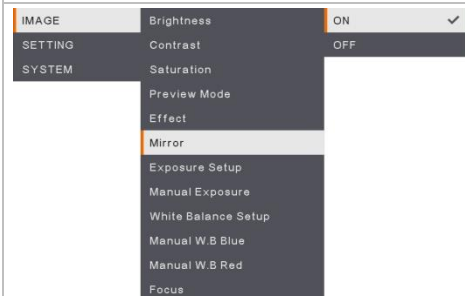 IMAGE
SETTING
SYSTEM
Brightness
Contrast
Saturation
Preview Mode
Effect
Mirror
Exposure Setup
Manual Exposure
White Balance Setup
Manual W.B Blue
Manual W.B Red
Focus
ON
OFF